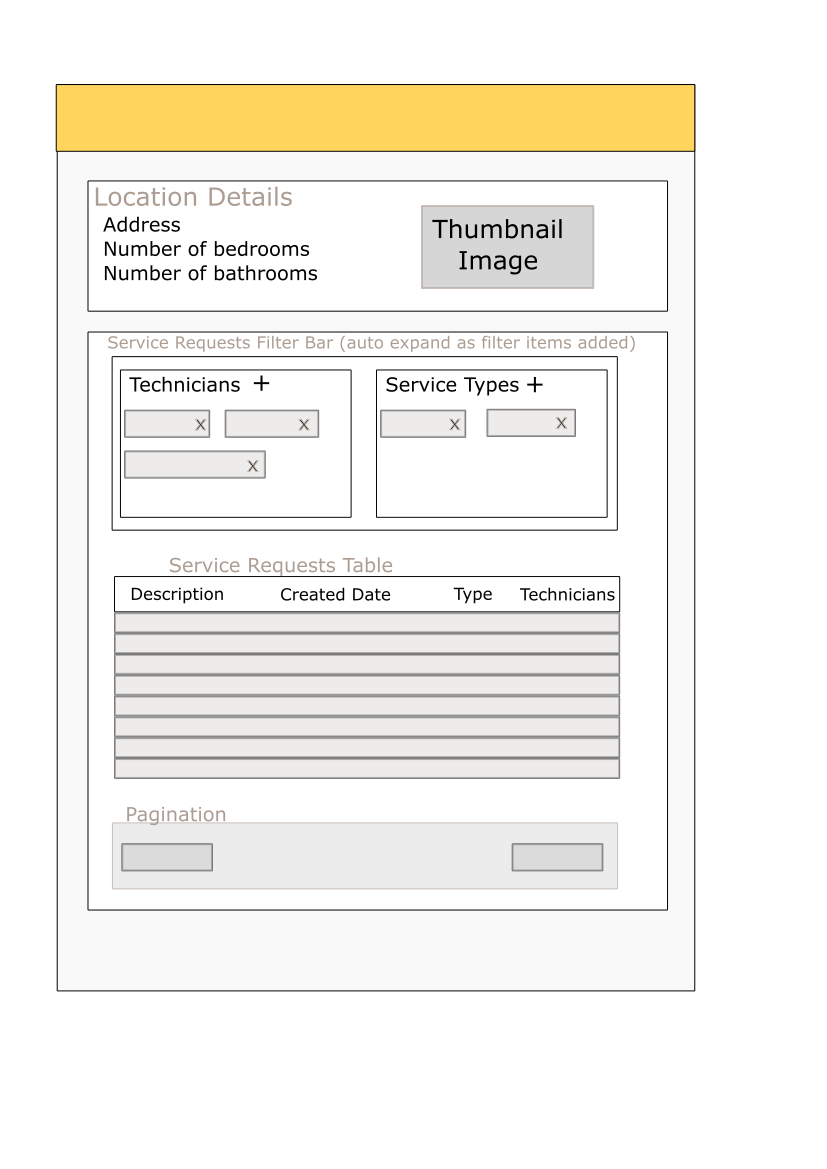 Location Details
Address
Number of bedrooms
Number of bathrooms
Thumbnail
Image
Service Requests Filter Bar (auto expand as filter items added)
Technicians +
x
x
x
Service Types +
x
x
Service Requests Table
Description Created Date Type Technicians
Pagination